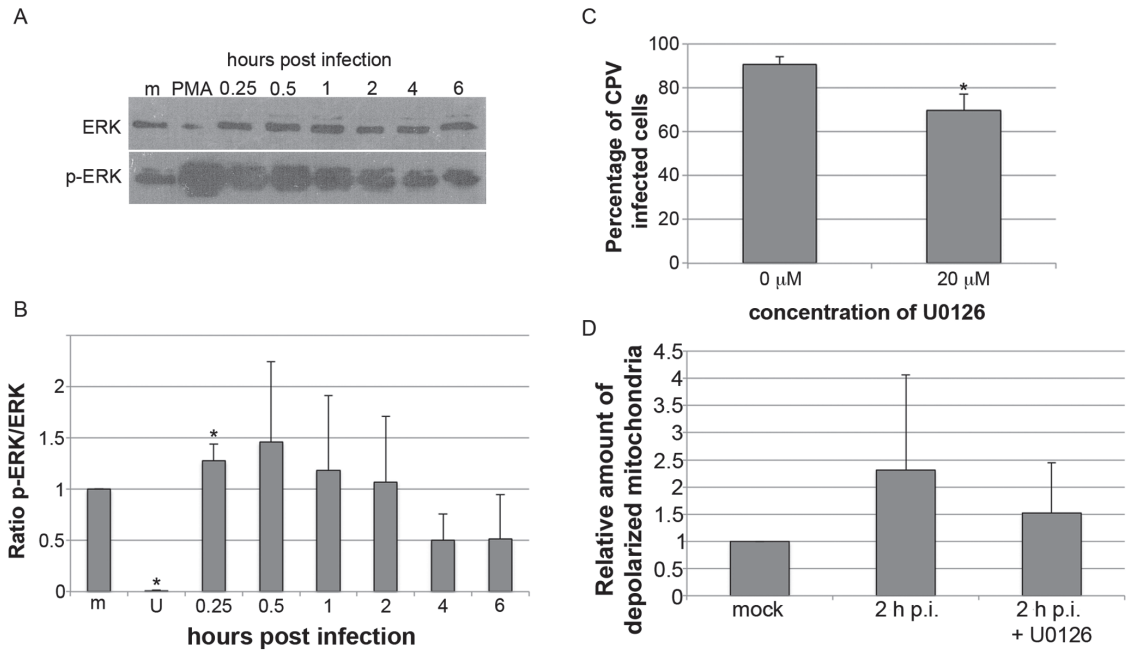 A
hours post infection
m PMA 0.25 0.5 1 2 4 6
ERK
p-ERK
B
Ratio p-ERK/ERK
2
1.5
1
0.5
0
m U 0.25 0.5 1 2 4 6
* *
hours post infection
C
Percentage of CPV
infected cells
100
80
60
40
20
0
*
0 μM 20 μM
concentration of U0126
D
Relative amount of
depolarized mitochondria
4.5
4
3.5
3
2.5
2
1.5
1
0.5
0
mock 2 h p.i. 2 h p.i.
+ U0126